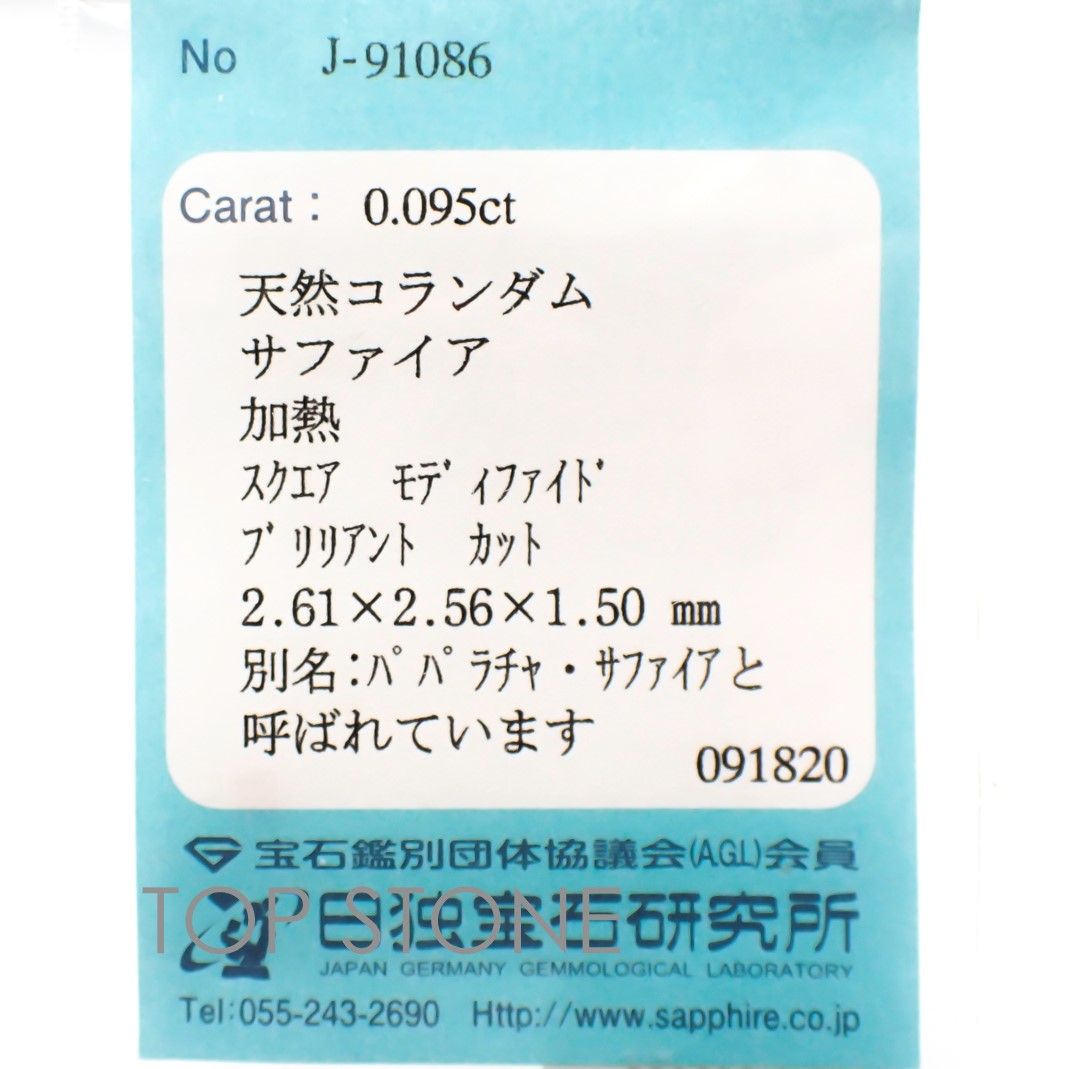 No J-91086
Carat： 0.095ct
天然コランダム
サファイア
加熱
ｽｸｴｱ ﾓﾃﾞｨﾌｧｲﾄﾞ
ﾌﾞﾘﾘｱﾝﾄ ｶｯﾄ
2.61×2.56×1.50 mm
別名:ﾊﾟﾊﾟﾗﾁｬ・ｻﾌｧｲｱと
呼ばれています
091820
宝石鑑別団体協議会(AGL)会員
TOP STONE
日独宝石研究所
JAPAN GERMANY GEMMOLOGICAL LABORATORY
Tel:055-243-2690 Http://www.sapphire.co.jp